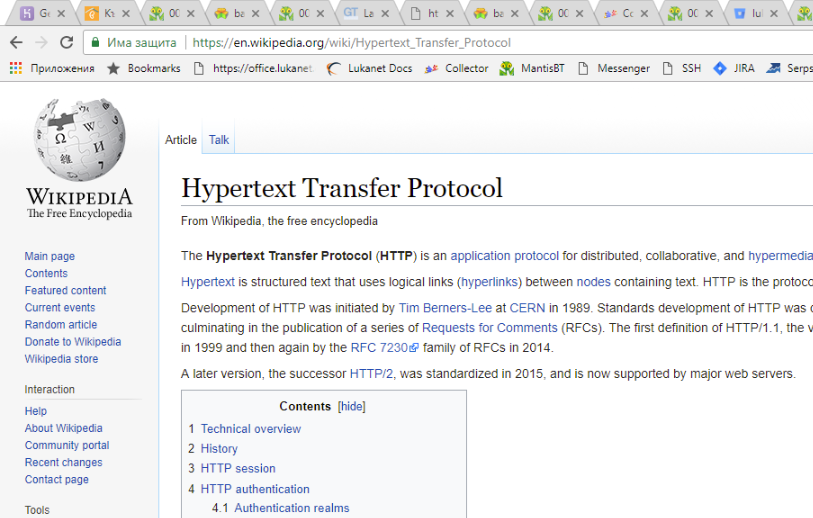 Ge
00
ba
00
ba
00
Co
00
lul
Има защита https://en.wikipedia.org/wiki/Hypertext_Transfer_Protocol
Приложения Bookmarks https://office.lukanet Lukanet Docs Collector MantisBT Messenger SSH JIRA Serps
WIKIPEDIA
The Free Encyclopedia
Main page
Contents
Featured content
Current events
Random article
Donate to Wikipedia
Wikipedia store
Interaction
Help
About Wikipedia
Community portal
Recent changes
Contact page
Tools
Article Talk
Hypertext Transfer Protocol
From Wikipedia, the free encyclopedia
The Hypertext Transfer Protocol (HTTP) is an application protocol for distributed, collaborative, and hypermedia
Hypertext is structured text that uses logical links (hyperlinks) between nodes containing text. HTTP is the protoco
Development of HTTP was initiated by Tim Berners-Lee at CERN in 1989. Standards development of HTTP was c
culminating in the publication of a series of Requests for Comments (RFCs). The first definition of HTTP/1.1, the v
in 1999 and then again by the RFC 7230 family of RFCs in 2014.
A later version, the successor HTTP/2, was standardized in 2015, and is now supported by major web servers.
Contents [hide]
1 Technical overview
2 History
3 HTTP session
4 HTTP authentication
4.1 Authentication realms